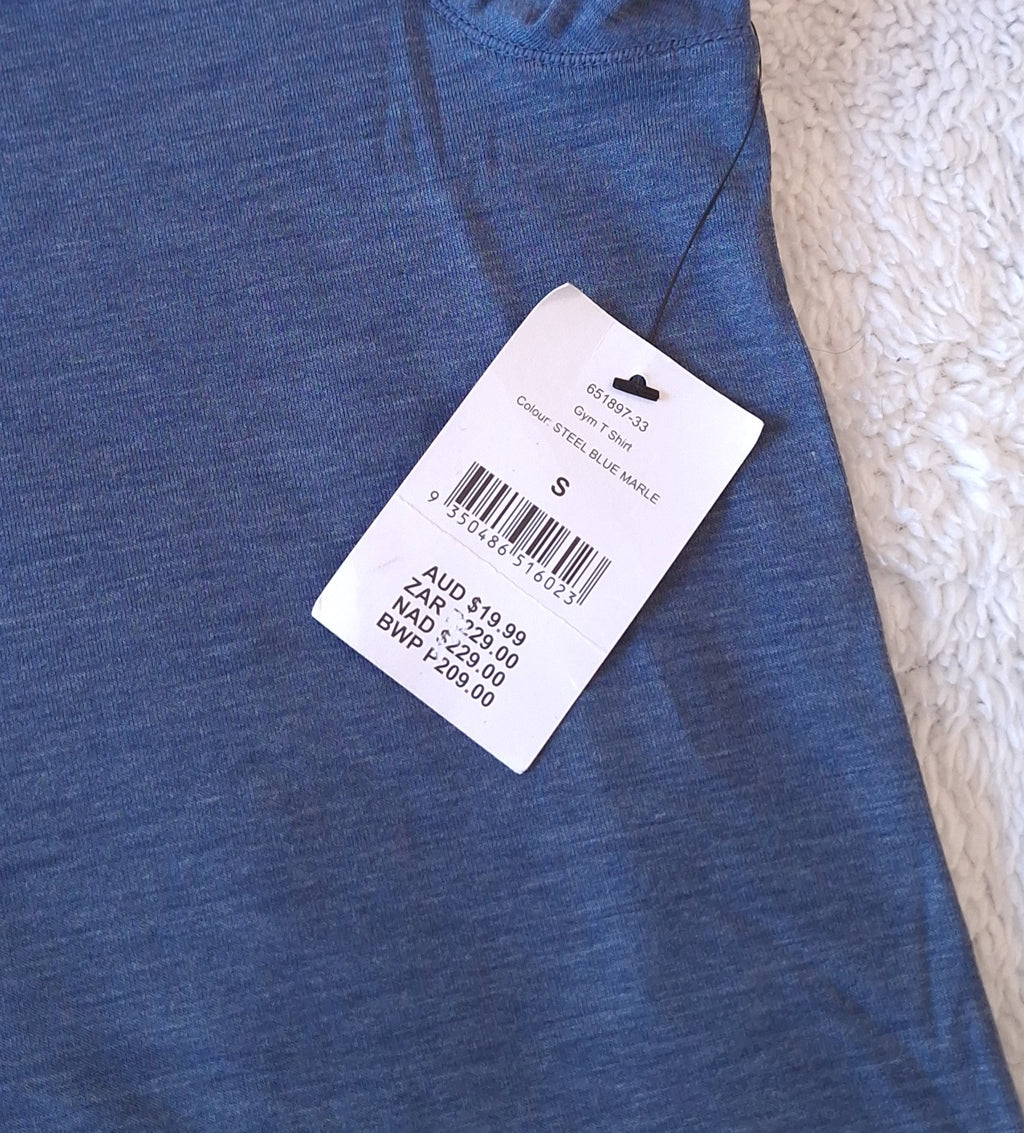 651897-33
Gym T Shirt
Colour: STEEL BLUE MARLE
S
9 350486 516023
AUD $19.99
ZAR R229.00
NAD $229.00
BWP P209.00